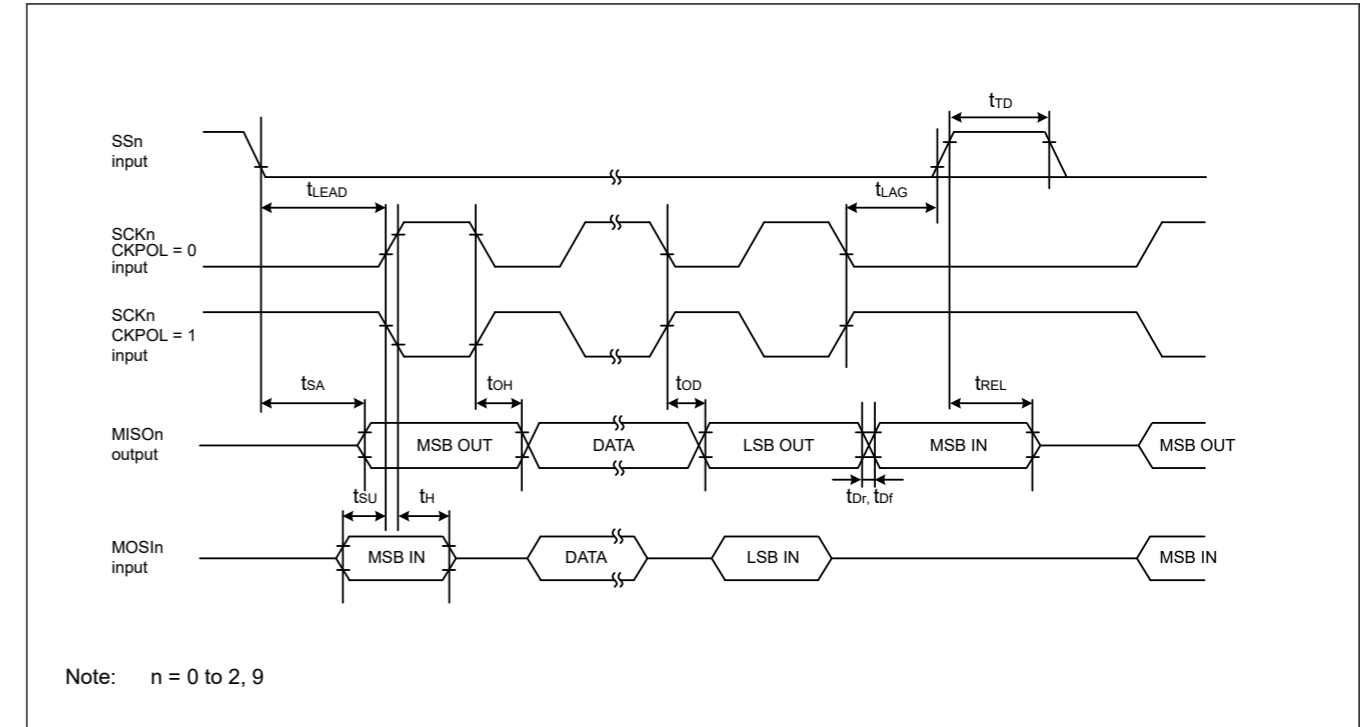 tTD
SSn
input
tLEAD
tLAG
SCKn
CKPOL = 0
input
SCKn
CKPOL = 1
input
tSA
tOH
tOD
tREL
MISOn
output
MSB OUT
DATA
LSB OUT
MSB IN
MSB OUT
tSU
tH
tDr, tDf
MOSIn
input
MSB IN
DATA
LSB IN
MSB IN
Note: n = 0 to 2, 9